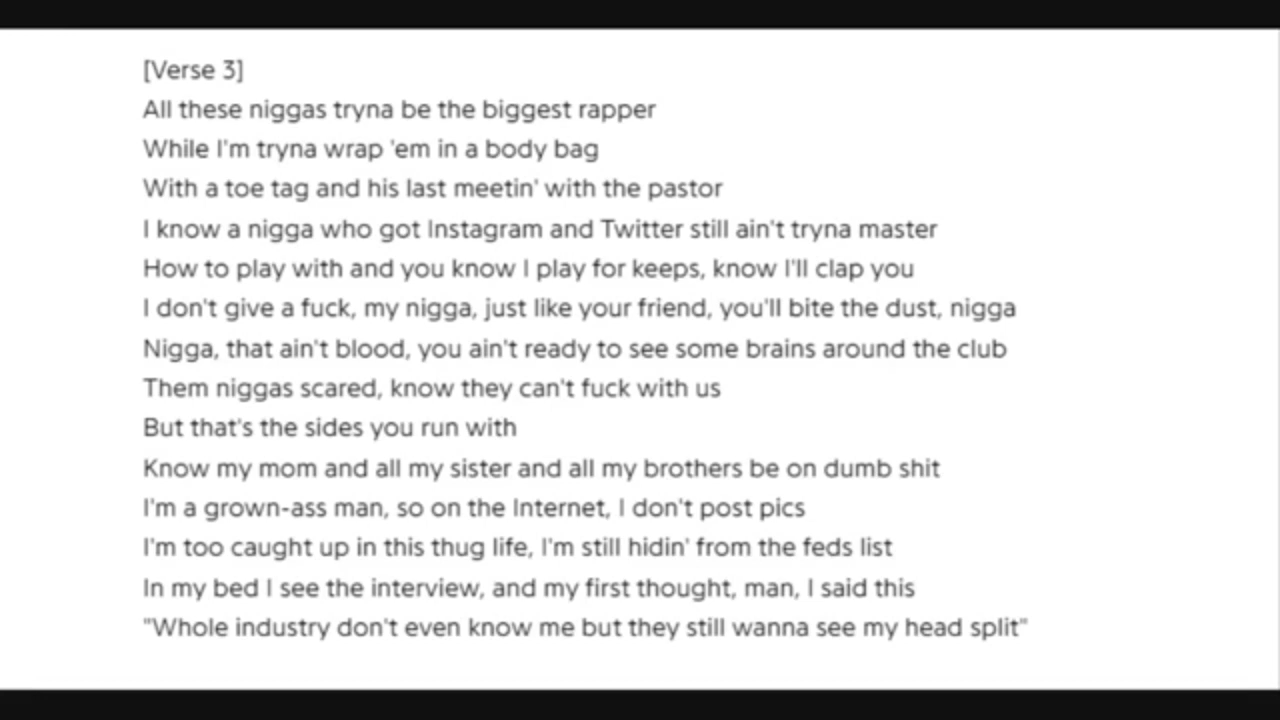 [Verse 3]
All these niggas tryna be the biggest rapper
While I'm tryna wrap 'em in a body bag
With a toe tag and his last meetin' with the pastor
I know a nigga who got Instagram and Twitter still ain't tryna master
How to play with and you know I play for keeps, know I'll clap you
I don't give a fuck, my nigga, just like your friend, you'll bite the dust, nigga
Nigga, that ain't blood, you ain't ready to see some brains around the club
Them niggas scared, know they can't fuck with us
But that's the sides you run with
Know my mom and all my sister and all my brothers be on dumb shit
I'm a grown-ass man, so on the Internet, I don't post pics
I'm too caught up in this thug life, I'm still hidin' from the feds list
In my bed I see the interview, and my first thought, man, I said this
"Whole industry don't even know me but they still wanna see my head split"